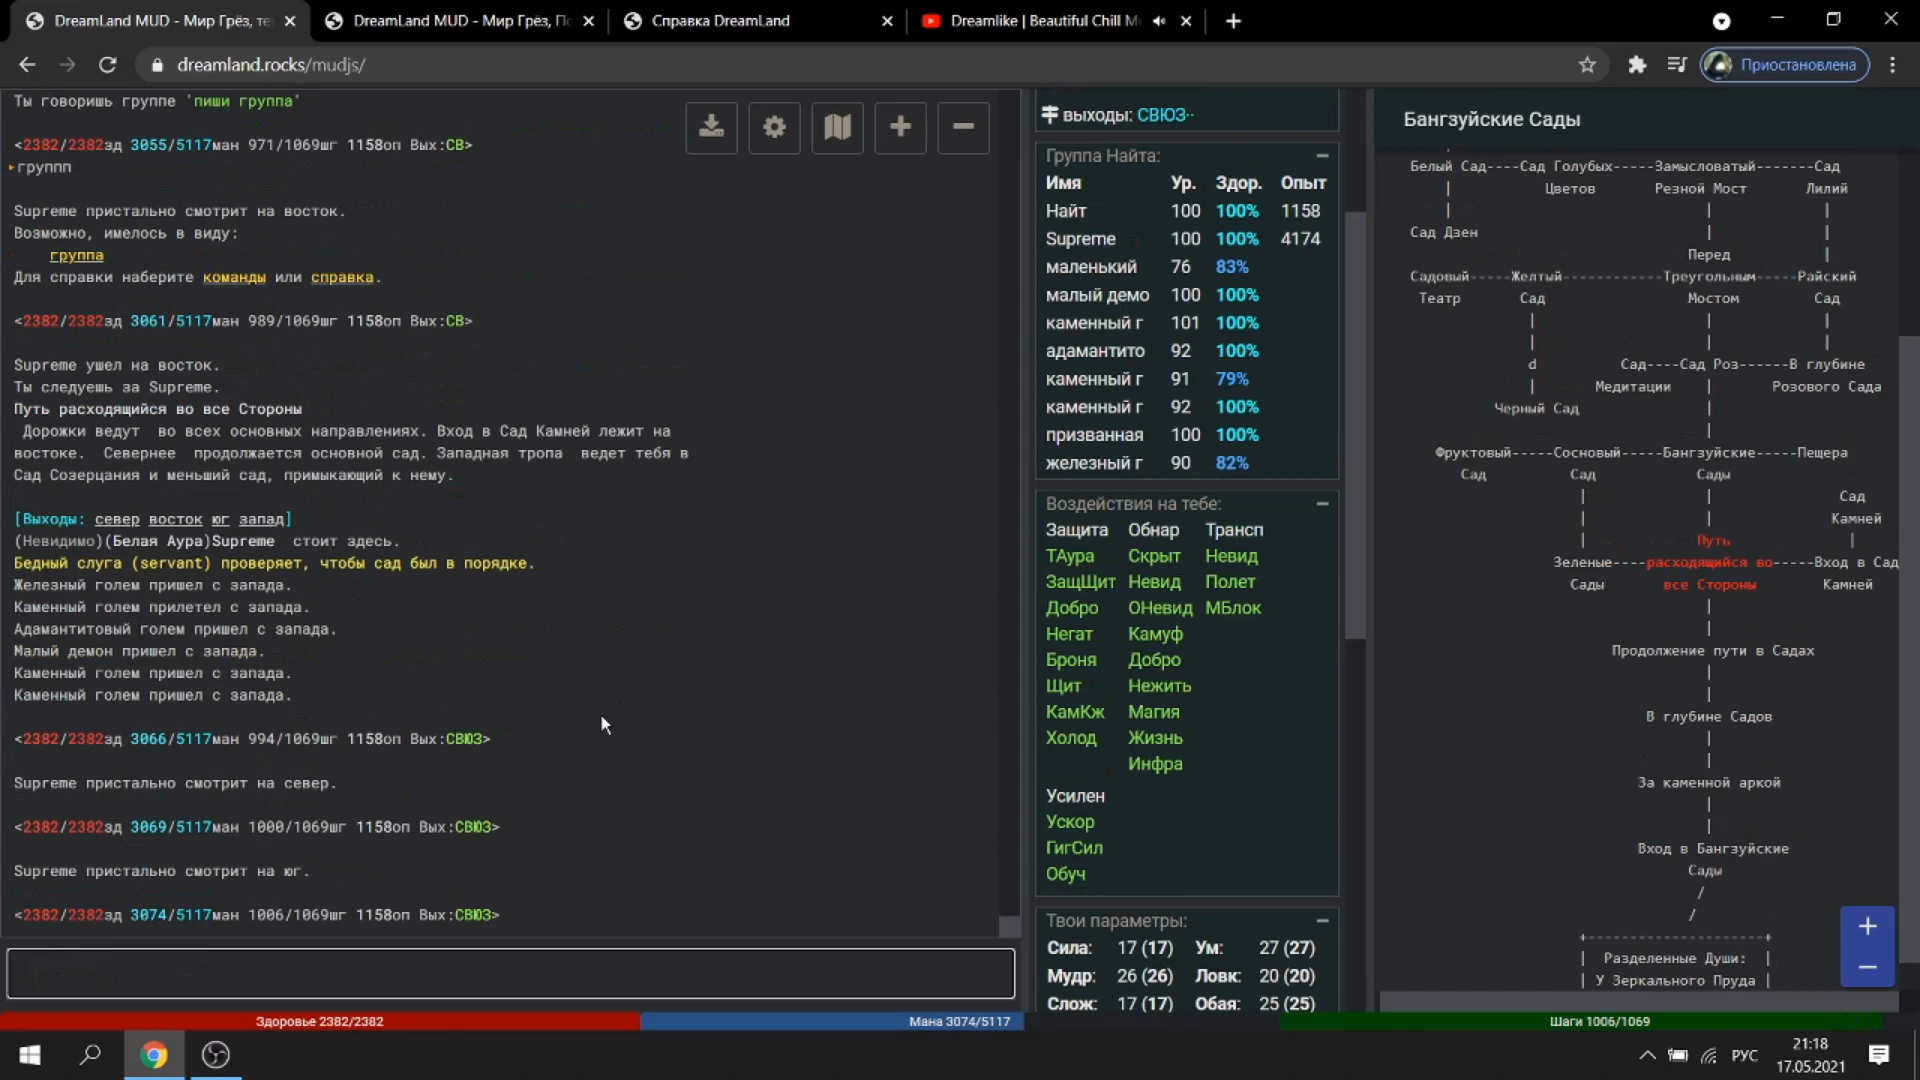 DreamLand MUD - Мир Грёз, те
DreamLand MUD - Мир Грёз, П
Справка DreamLand
Dreamlike | Beautiful Chill M
dreamland.rocks/mudjs/
Приостановлена
Ты говоришь группе 'пиши группа'
<2382/2382зд 3055/5117ман 971/1069шг 1158оп Вых:СВ>
группп
Supreme пристально смотрит на восток.
Возможно, имелось в виду:
группа
Для справки наберите команды или справка.
<2382/2382зд 3061/5117ман 989/1069шг 1158оп Вых:СВ>
Supreme ушел на восток.
Ты следуешь за Supreme.
Путь расходящийся во все Стороны
Дорожки ведут во всех основных направлениях. Вход в Сад Камней лежит на
востоке. Севернее продолжается основной сад. Западная тропа ведет тебя в
Сад Созерцания и меньший сад, примыкающий к нему.
[Выходы: север восток юг запад]
(Невидимо)(Белая Аура)Supreme стоит здесь.
Бедный слуга (servant) проверяет, чтобы сад был в порядке.
Железный голем пришел с запада.
Каменный голем прилетел с запада.
Адамантитовый голем пришел с запада.
Малый демон пришел с запада.
Каменный голем пришел с запада.
Каменный голем пришел с запада.
<2382/2382зд 3066/5117ман 994/1069шг 1158оп Вых:СВЮЗ>
Supreme пристально смотрит на север.
<2382/2382зд 3069/5117ман 1000/1069шг 1158оп Вых:СВЮЗ>
Supreme пристально смотрит на юг.
<2382/2382зд 3074/5117ман 1006/1069шг 1158оп Вых:СВЮЗ>
выходы: СВЮЗ··
Группа Найта:
Имя Ур. Здор. Опыт
Найт 100 100% 1158
Supreme 100 100% 4174
маленький 76 83%
малый демо 100 100%
каменный г 101 100%
адамантито 92 100%
каменный г 91 79%
каменный г 92 100%
призванная 100 100%
железный г 90 82%
Воздействия на тебе:
Защита Обнар Трансп
ТАура Скрыт Невид
ЗащЩит Невид Полет
Добро ОНевид МБлок
Негат Камуф
Броня Добро
Щит Нежить
КамКж Магия
Холод Жизнь
Инфра
Усилен
Ускор
ГигСил
Обуч
Твои параметры:
Сила: 17 (17) Ум: 27 (27)
Мудр: 26 (26) Ловк: 20 (20)
Слож: 17 (17) Обая: 25 (25)
Бангзуйские Сады
Белый Сад----Сад Голубых-----Замысловатый-------Сад
Цветов Резной Мост Лилий
Сад Дзен
Перед
Садовый-----Желтый------------Треугольным-----Райский
Театр Сад Мостом Сад
d Сад----Сад Роз------В глубине
Медитации Розового Сада
Черный Сад
Фруктовый-----Сосновый-----Бангзуйские-----Пещера
Сад Сад Сады
Сад
Камней
Путь
Зеленые----расходящийся во-----Вход в Сад
Сады все Стороны Камней
Продолжение пути в Садах
В глубине Садов
За каменной аркой
Вход в Бангзуйские
Сады
Разделенные Души:
У Зеркального Пруда
Здоровье 2382/2382
Мана 3074/5117
Шаги 1006/1069
РУС
21:18
17.05.2021